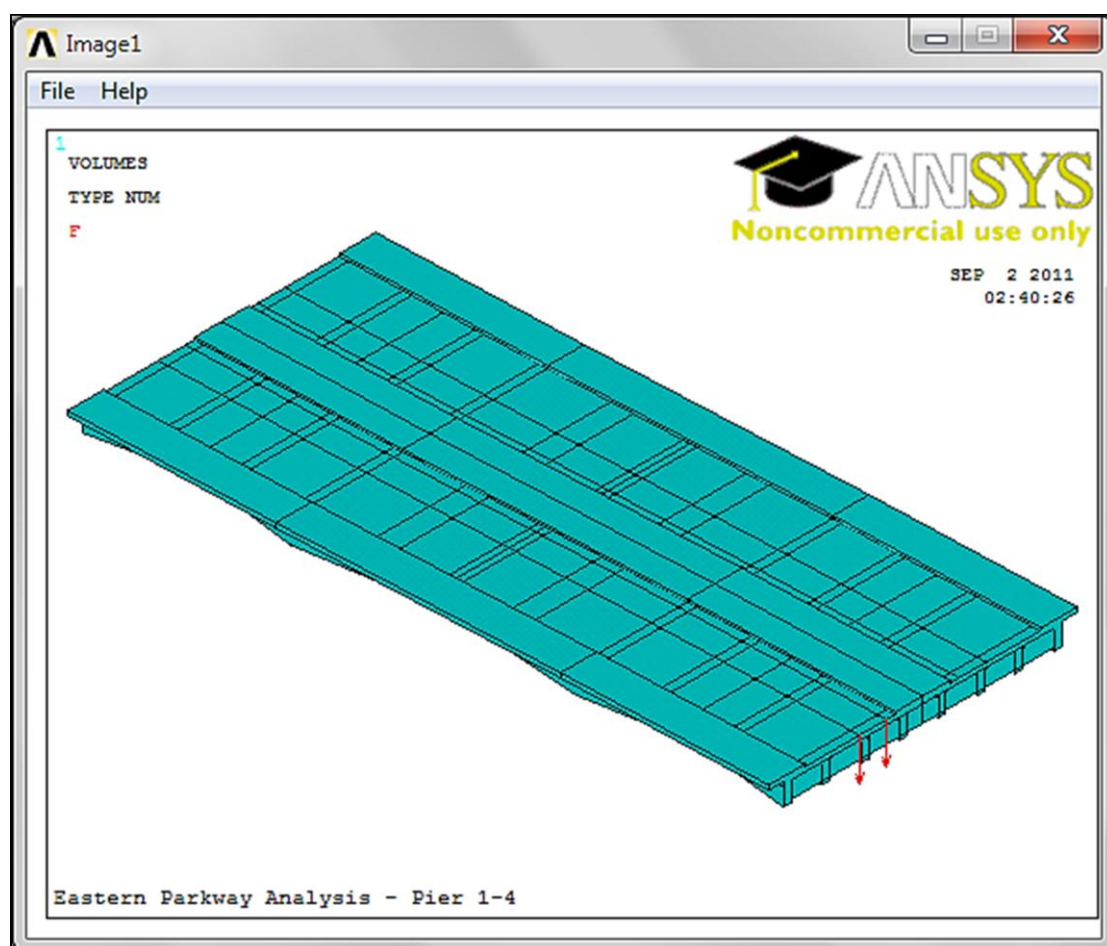 Image1
File Help
1
VOLUMES
TYPE NUM
F
ANSYS
Noncommercial use only
SEP 2 2011
02:40:26
Eastern Parkway Analysis - Pier 1-4